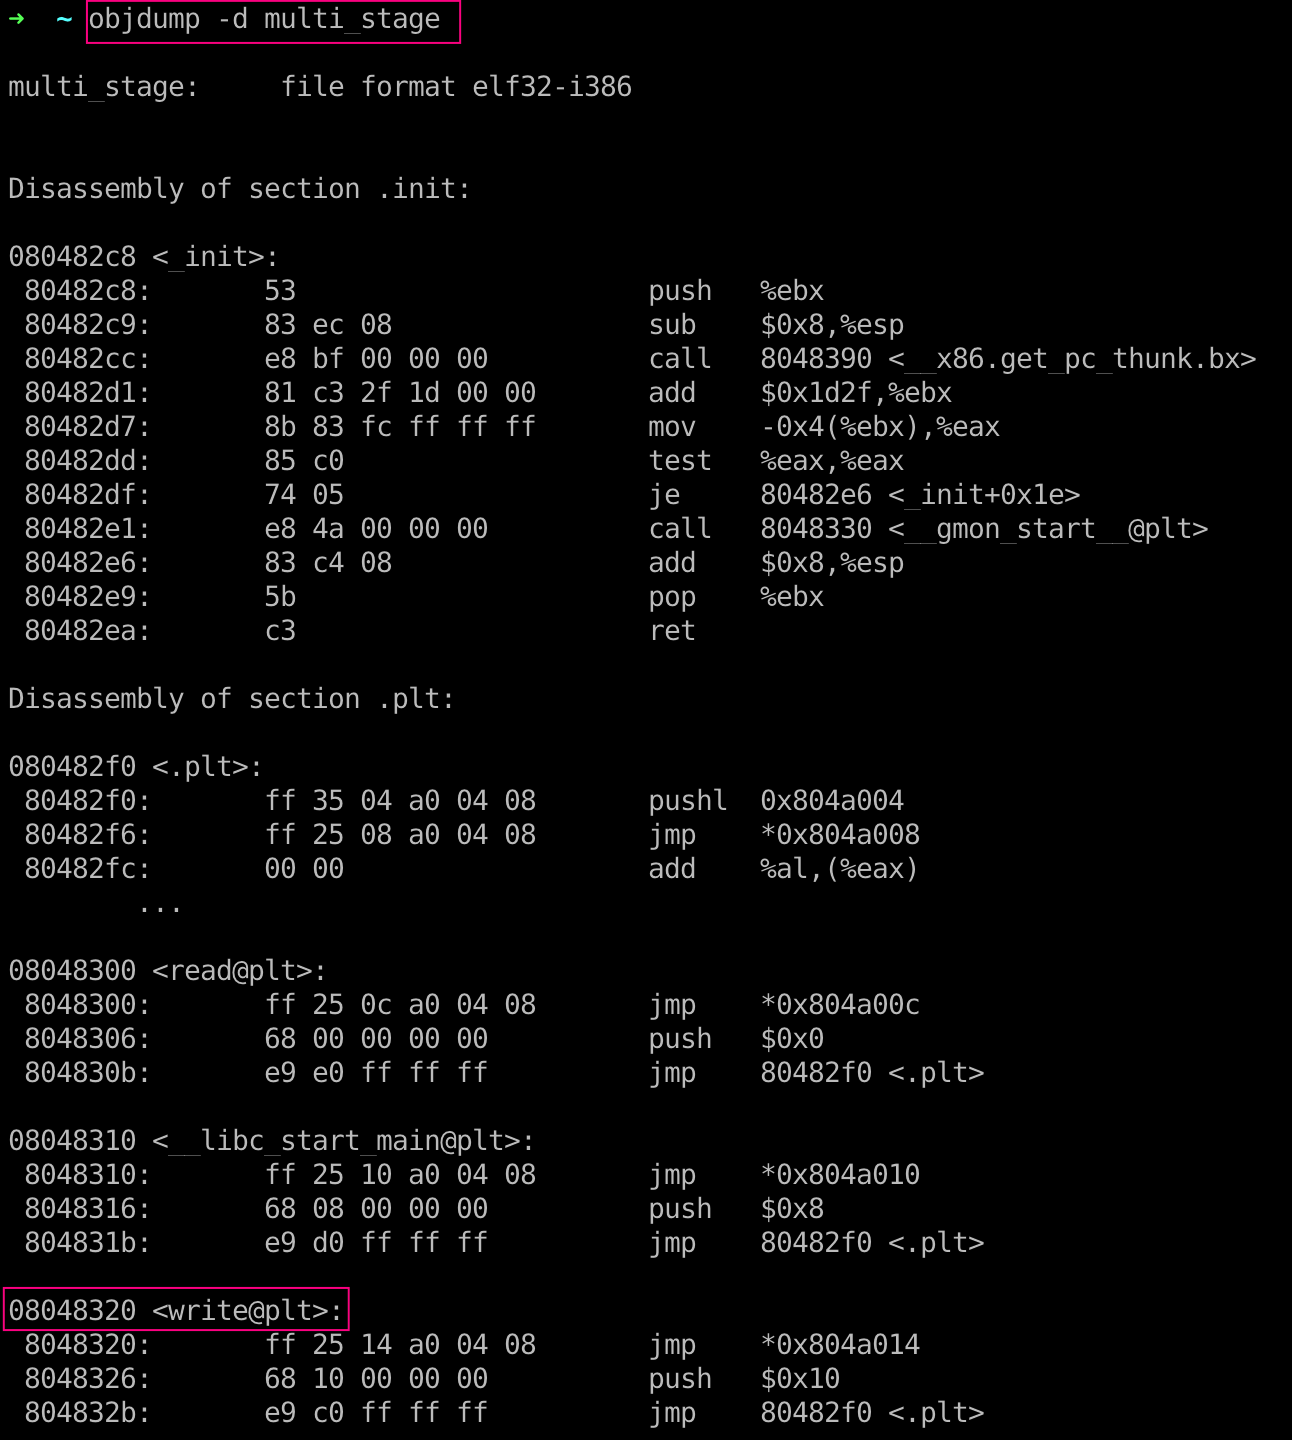 ➜  ~ objdump -d multi_stage
multi_stage:     file format elf32-i386
Disassembly of section .init:
080482c8 <_init>:
 80482c8:       53                      push   %ebx
 80482c9:       83 ec 08                sub    $0x8,%esp
 80482cc:       e8 bf 00 00 00          call   8048390 <__x86.get_pc_thunk.bx>
 80482d1:       81 c3 2f 1d 00 00       add    $0x1d2f,%ebx
 80482d7:       8b 83 fc ff ff ff       mov    -0x4(%ebx),%eax
 80482dd:       85 c0                   test   %eax,%eax
 80482df:       74 05                   je     80482e6 <_init+0x1e>
 80482e1:       e8 4a 00 00 00          call   8048330 <__gmon_start__@plt>
 80482e6:       83 c4 08                add    $0x8,%esp
 80482e9:       5b                      pop    %ebx
 80482ea:       c3                      ret
Disassembly of section .plt:
080482f0 <.plt>:
 80482f0:       ff 35 04 a0 04 08       pushl  0x804a004
 80482f6:       ff 25 08 a0 04 08       jmp    *0x804a008
 80482fc:       00 00                   add    %al,(%eax)
        ...
08048300 <read@plt>:
 8048300:       ff 25 0c a0 04 08       jmp    *0x804a00c
 8048306:       68 00 00 00 00          push   $0x0
 804830b:       e9 e0 ff ff ff          jmp    80482f0 <.plt>
08048310 <__libc_start_main@plt>:
 8048310:       ff 25 10 a0 04 08       jmp    *0x804a010
 8048316:       68 08 00 00 00          push   $0x8
 804831b:       e9 d0 ff ff ff          jmp    80482f0 <.plt>
08048320 <write@plt>:
 8048320:       ff 25 14 a0 04 08       jmp    *0x804a014
 8048326:       68 10 00 00 00          push   $0x10
 804832b:       e9 c0 ff ff ff          jmp    80482f0 <.plt>